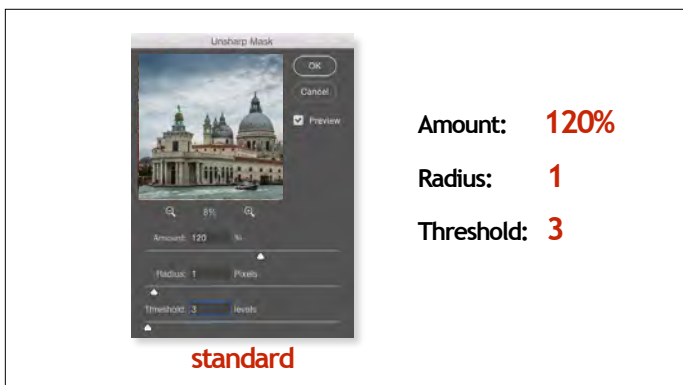 Unsharp Mask
OK
Cancel
Preview
8%
Amount: 120 %
Radius: 1 Pixels
Threshold: 3 levels
standard
Amount: 120%
Radius: 1
Threshold: 3